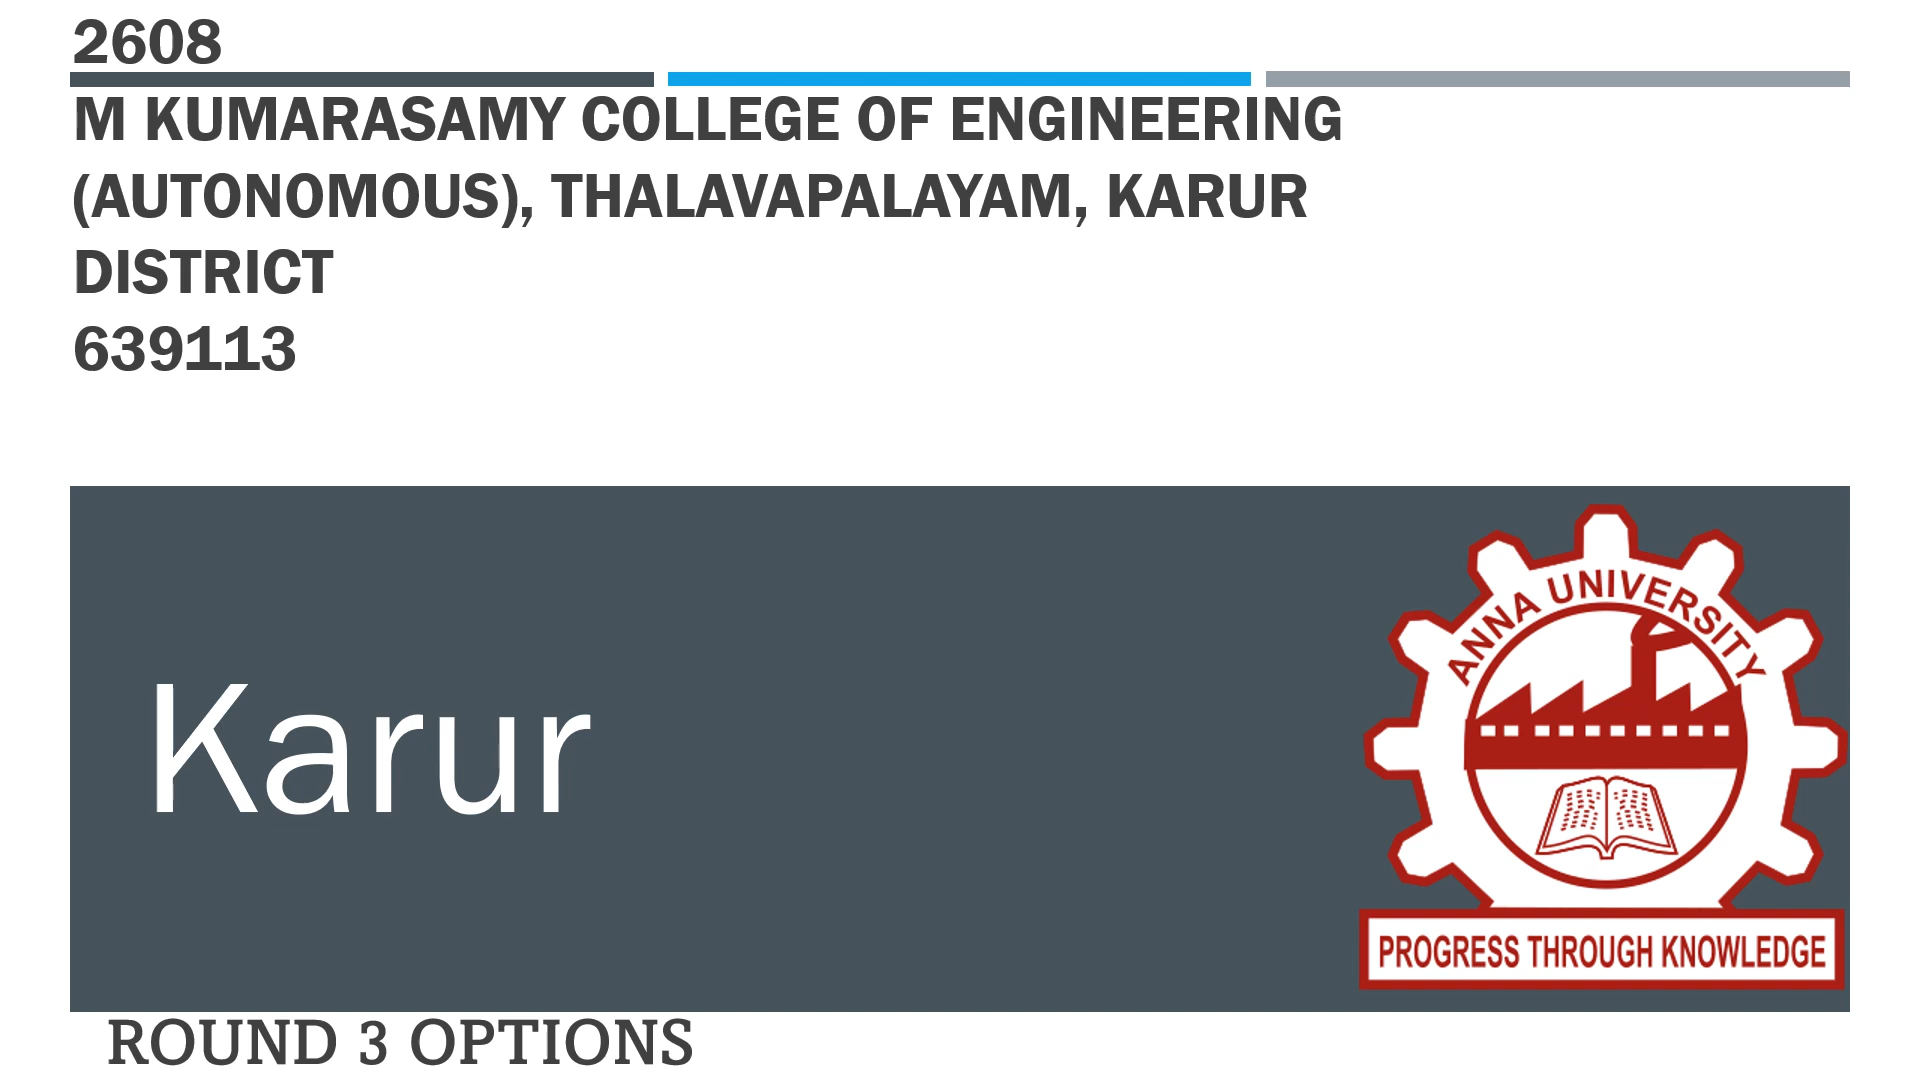 2608
M KUMARASAMY COLLEGE OF ENGINEERING
(AUTONOMOUS), THALAVAPALAYAM, KARUR
DISTRICT
639113
Karur
ANNA UNIVERSITY
PROGRESS THROUGH KNOWLEDGE
ROUND 3 OPTIONS